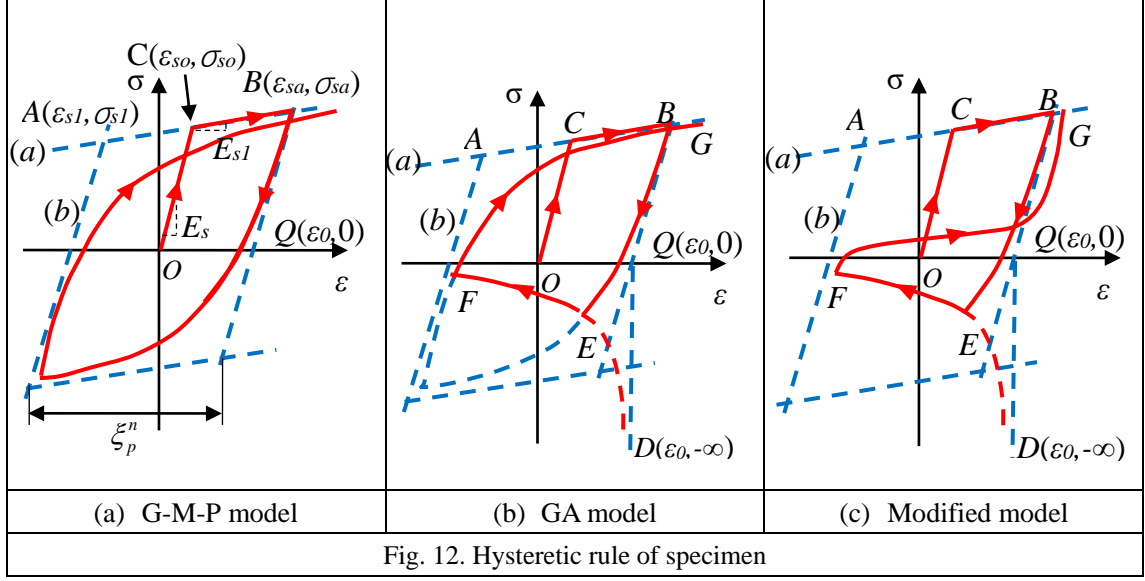 C(εso, σso)
σ
B(εsa, σsa)
A(εs1, σs1)
(a)
Es1
(b)
Es
Q(ε0,0)
O
ε
ξₚⁿ
σ
C
B
A
G
(a)
(b)
Q(ε0,0)
O
ε
F
E
D(ε0,-∞)
σ
B
A
C
G
(a)
(b)
Q(ε0,0)
O
ε
F
E
D(ε0,-∞)
(a) G-M-P model
(b) GA model
(c) Modified model
Fig. 12. Hysteretic rule of specimen